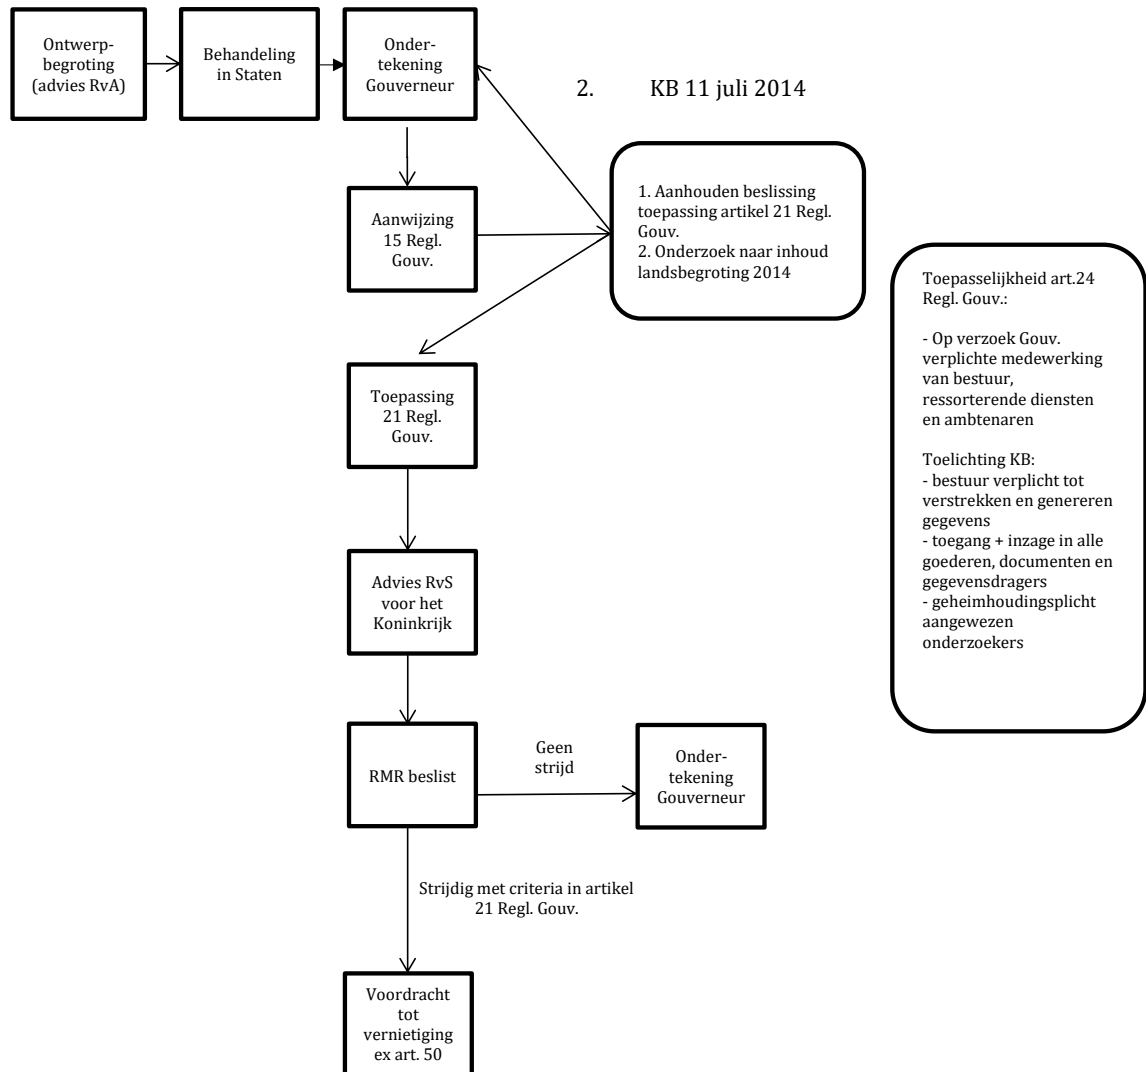 Ontwerp-
begroting
(advies RvA)
Behandeling
in Staten
Onder-
tekening
Gouverneur
2. KB 11 juli 2014
Aanwijzing
15 Regl.
Gouv.
1. Aanhouden beslissing
toepassing artikel 21 Regl.
Gouv.
2. Onderzoek naar inhoud
landsbegroting 2014
Toepasselijkheid art.24
Regl. Gouv.:
- Op verzoek Gouv.
verplichte medewerking
van bestuur,
ressorterende diensten
en ambtenaren
Toelichting KB:
- bestuur verplicht tot
verstrekken en genereren
gegevens
- toegang + inzage in alle
goederen, documenten en
gegevensdragers
- geheimhoudingsplicht
aangewezen
onderzoekers
Toepassing
21 Regl.
Gouv.
Advies RvS
voor het
Koninkrijk
RMR beslist
Geen
strijd
Onder-
tekening
Gouverneur
Strijdig met criteria in artikel
21 Regl. Gouv.
Voordracht
tot
vernietiging
ex art. 50